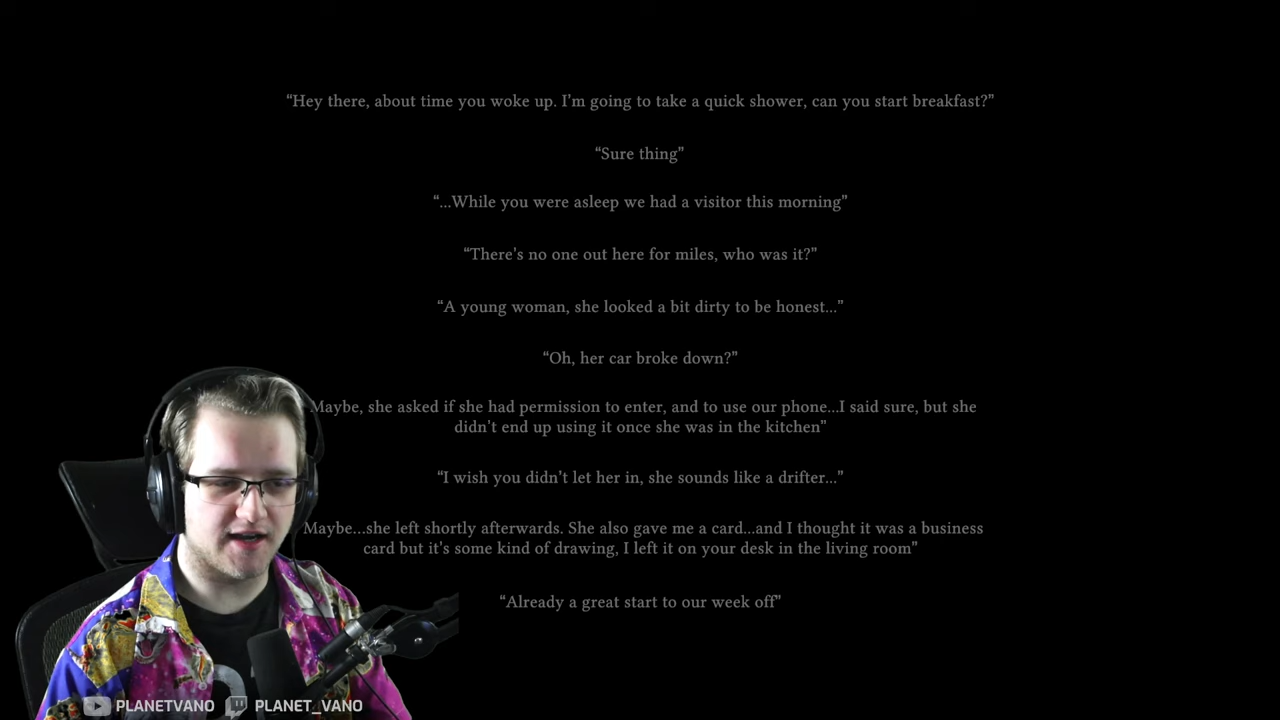 “Hey there, about time you woke up. I’m going to take a quick shower, can you start breakfast?”
“Sure thing”
“...While you were asleep we had a visitor this morning”
“There's no one out here for miles, who was it?”
“A young woman, she looked a bit dirty to be honest...”
“Oh, her car broke down?”
Maybe, she asked if she had permission to enter, and to use our phone...I said sure, but she
didn't end up using it once she was in the kitchen”
“I wish you didn’t let her in, she sounds like a drifter...”
Maybe...she left shortly afterwards. She also gave me a card...and I thought it was a business
card but it's some kind of drawing, I left it on your desk in the living room”
“Already a great start to our week off”
PLANETVANO PLANET_VANO